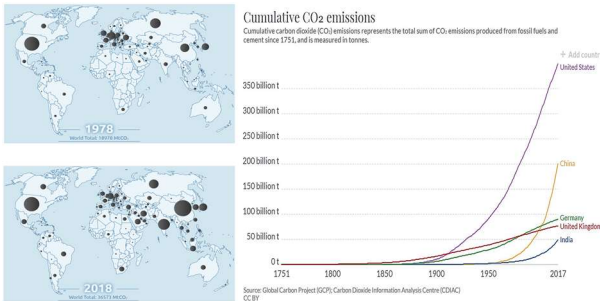 1978
World Total: 18978 MtCO₂
2018
World Total: 36573 MtCO₂
Cumulative CO₂ emissions
Cumulative carbon dioxide (CO₂) emissions represents the total sum of CO₂ emissions produced from fossil fuels and
cement since 1751, and is measured in tonnes.
+ Add countr
United States
350 billion t
300 billion t
250 billion t
200 billion t
China
150 billion t
100 billion t
Germany
United Kingdon
50 billion t
India
0 t
1751
1800
1850
1900
1950
2017
Source: Global Carbon Project (GCP); Carbon Dioxide Information Analysis Centre (CDIAC)
CC BY